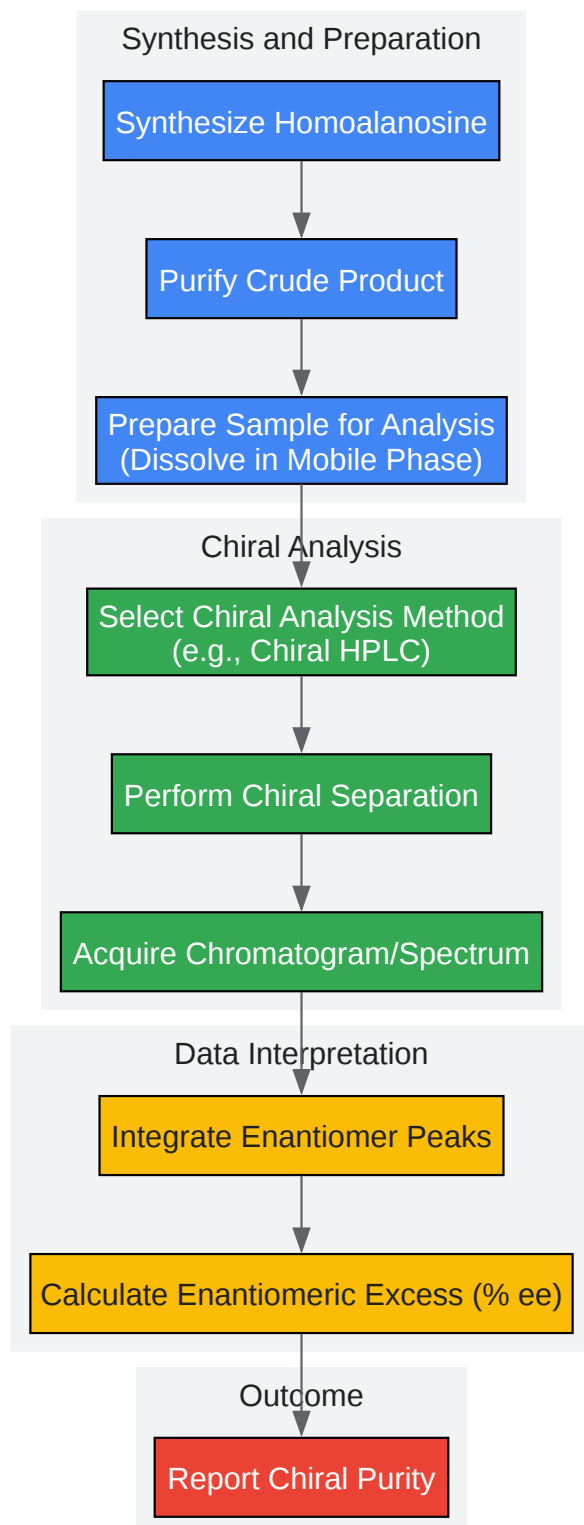 Synthesis and Preparation
Synthesize Homoalanosine
Purify Crude Product
Prepare Sample for Analysis
(Dissolve in Mobile Phase)
Chiral Analysis
Select Chiral Analysis Method
(e.g., Chiral HPLC)
Perform Chiral Separation
Acquire Chromatogram/Spectrum
Data Interpretation
Integrate Enantiomer Peaks
Calculate Enantiomeric Excess (% ee)
Outcome
Report Chiral Purity